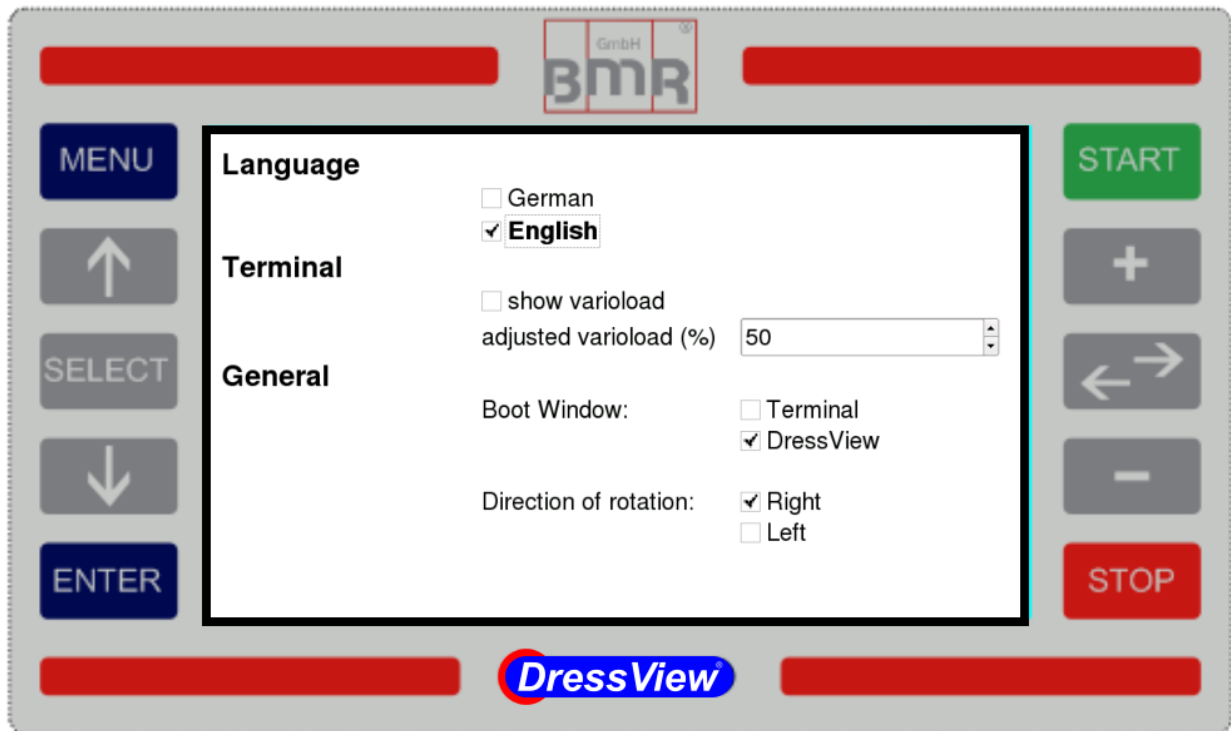 GmbH
BMR
®
MENU
START
Language
German
English
Terminal
show varioload
adjusted varioload (%) 50
SELECT
General
Boot Window: Terminal
DressView
Direction of rotation: Right
Left
ENTER
STOP
DressView®